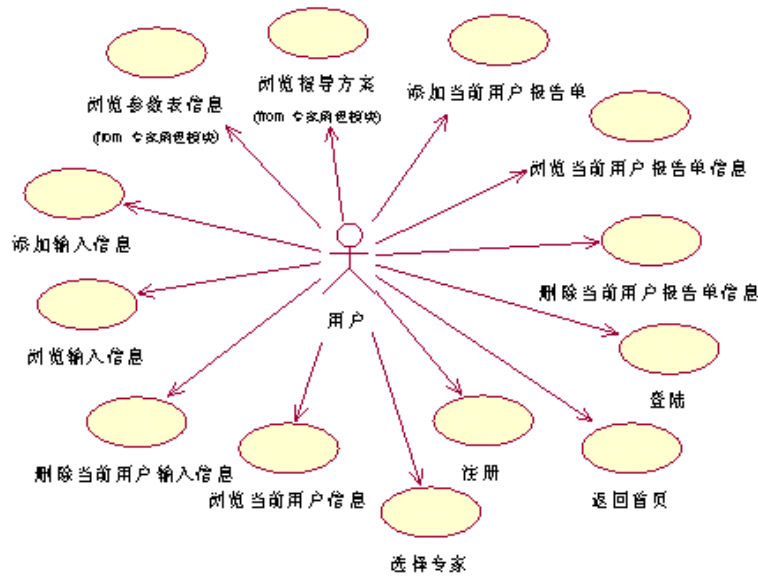 浏览参数表信息
(from 专家用例模块)
浏览指导方案
(from 专家用例模块)
添加当前用户报告单
浏览当前用户报告单信息
添加输入信息
删除当前用户报告单信息
用户
浏览输入信息
登陆
删除当前用户输入信息
浏览当前用户信息
注册
返回首页
选择专家